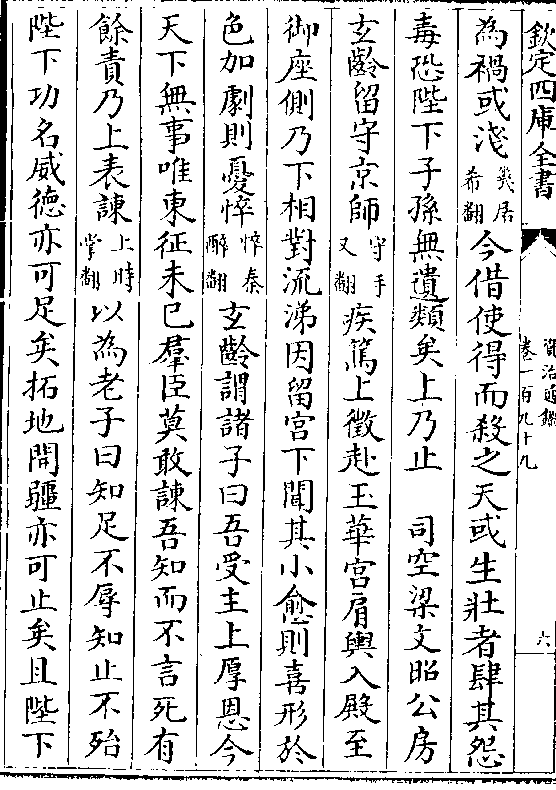 欽定四庫全書
資治通鑑
卷一百九十九
六
為禍或淺幾居希翻今借使得而殺之天或生壯者肆其怨
毒恐陛下子孫無遺類矣上乃止　司空梁文昭公房
玄齡留守京師守手又翻疾篤上徵赴玉華宮肩輿入殿至
御座側乃下相對流涕因留宮下聞其小愈則喜形於
色加劇則憂悴悴秦醉翻玄齡謂諸子曰吾受主上厚恩今
天下無事唯東征未已羣臣莫敢諫吾知而不言死有
餘責乃上表諫上時掌翻以為老子曰知足不辱知止不殆
陛下功名威德亦可足矣拓地開疆亦可止矣且陛下